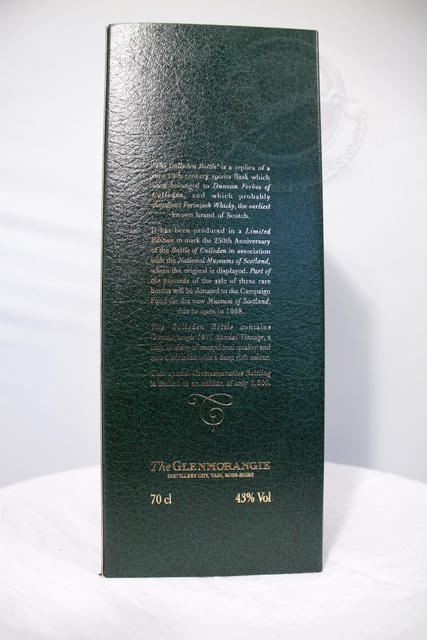 'The Culloden Bottle' is a replica of a
rare 18th century spirits flask which
once belonged to Duncan Forbes of
Culloden, and which probably
contained Ferintosh Whisky, the earliest
known brand of Scotch.
It has been produced in a Limited
Edition to mark the 250th Anniversary
of the Battle of Culloden in association
with the National Museums of Scotland,
where the original is displayed. Part of
the proceeds of the sale of these rare
bottles will be donated to the Campaign
Fund for the new Museum of Scotland,
due to open in 1998.
The Culloden Bottle contains
Glenmorangie 1971 Special Vintage, a
malt whisky of exceptional quality and
with a deep rich colour.
This special Commemorative Bottling
is limited to an edition of only 2,500.
The GLENMORANGIE
DISTILLERY COY, TAIN, ROSS-SHIRE
70 cl 43% Vol